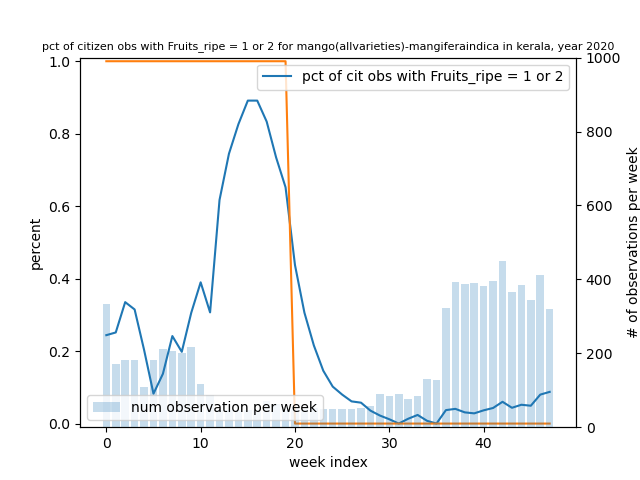 pct of citizen obs with Fruits_ripe = 1 or 2 for mango(allvarieties)-mangiferaindica in kerala, year 2020
pct of cit obs with Fruits_ripe = 1 or 2
1.0
0.8
0.6
0.4
0.2
0.0
percent
1000
800
600
400
200
0
# of observations per week
num observation per week
0
10
20
30
40
week index